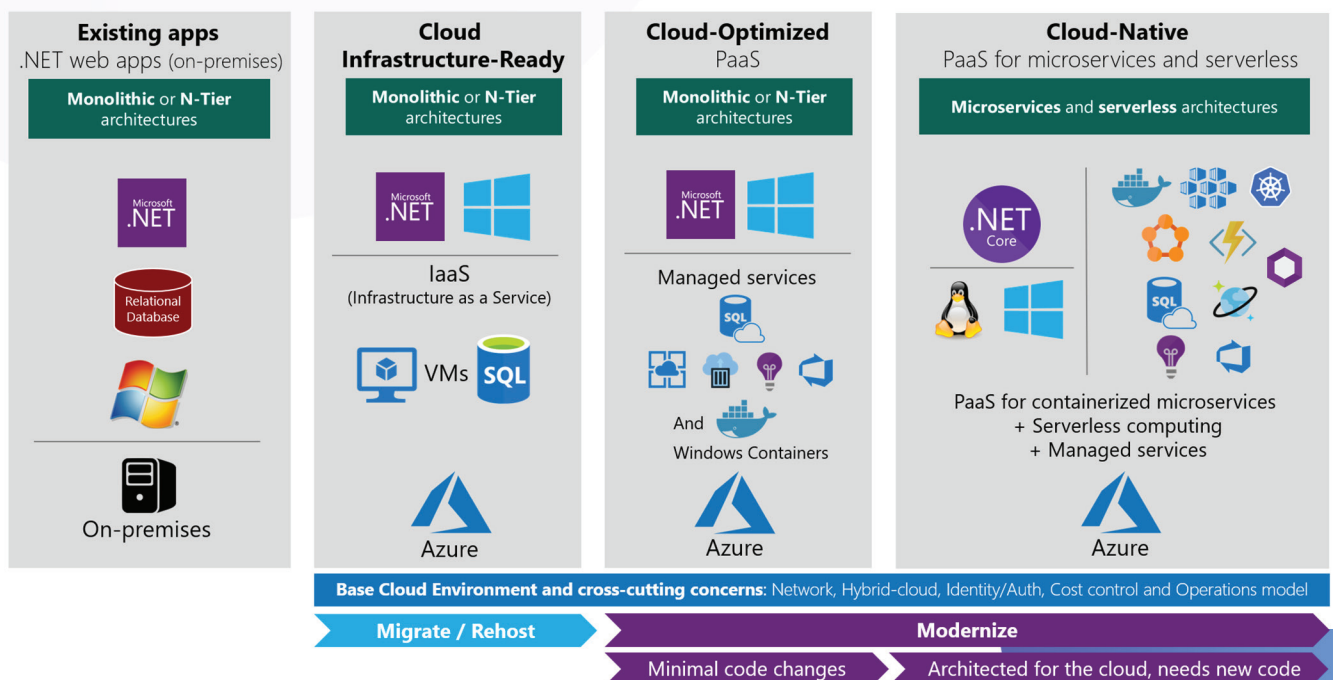 Existing apps
.NET web apps (on-premises)
Monolithic or N-Tier
architectures
Microsoft
.NET
Relational
Database
On-premises
Cloud
Infrastructure-Ready
Monolithic or N-Tier
architectures
Microsoft
.NET
IaaS
(Infrastructure as a Service)
VMs
SQL
Azure
Cloud-Optimized
PaaS
Monolithic or N-Tier
architectures
Microsoft
.NET
Managed services
SQL
And
Windows Containers
Azure
Cloud-Native
PaaS for microservices and serverless
Microservices and serverless architectures
.NET
Core
SQL
PaaS for containerized microservices
+ Serverless computing
+ Managed services
Azure
Base Cloud Environment and cross-cutting concerns: Network, Hybrid-cloud, Identity/Auth, Cost control and Operations model
Migrate / Rehost
Modernize
Minimal code changes
Architected for the cloud, needs new code